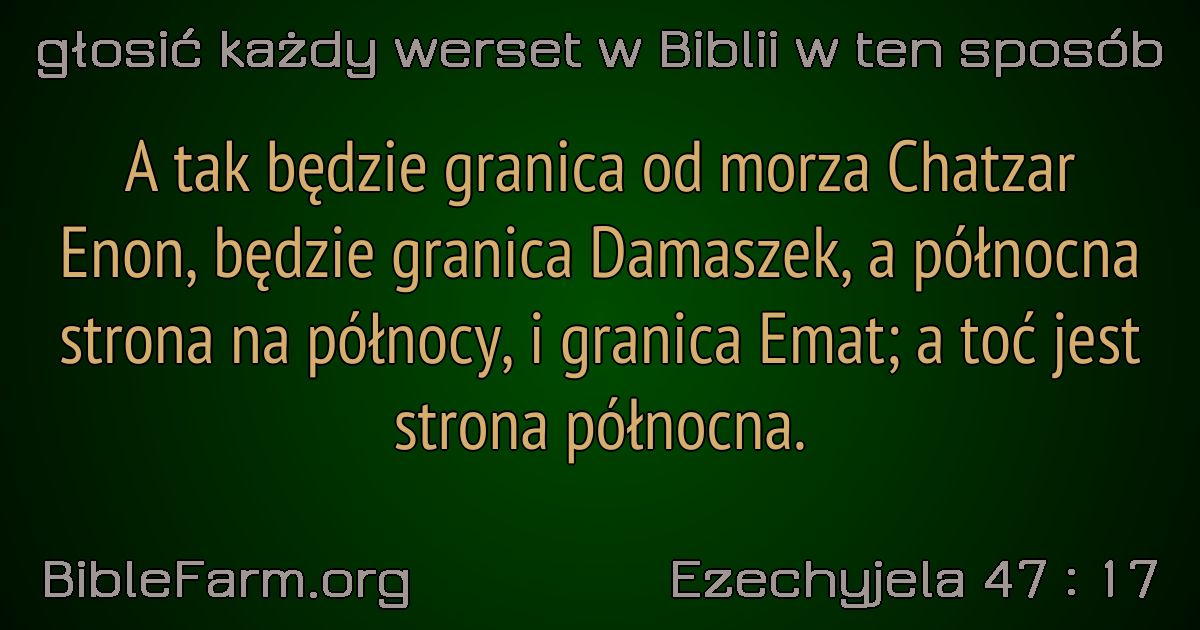 głosić każdy werset w Biblii w ten sposób
A tak będzie granica od morza Chatzar
Enon, będzie granica Damaszek, a północna
strona na północy, i granica Emat; a toć jest
strona północna.
BibleFarm.org
Ezechyjela 47 : 17